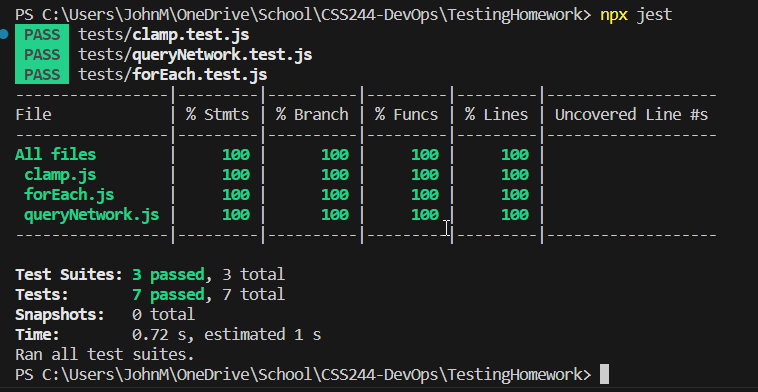 PS C:\Users\JohnM\OneDrive\School\CSS244-DevOps\TestingHomework> npx jest
PASS tests/clamp.test.js
PASS tests/queryNetwork.test.js
PASS tests/forEach.test.js
-----------------|---------|----------|---------|---------|-------------------
File             | % Stmts | % Branch | % Funcs | % Lines | Uncovered Line #s
-----------------|---------|----------|---------|---------|-------------------
All files        |     100 |      100 |     100 |     100 |
 clamp.js        |     100 |      100 |     100 |     100 |
 forEach.js      |     100 |      100 |     100 |     100 |
 queryNetwork.js |     100 |      100 |     100 |     100 |
-----------------|---------|----------|---------|---------|-------------------
Test Suites: 3 passed, 3 total
Tests:       7 passed, 7 total
Snapshots:   0 total
Time:        0.72 s, estimated 1 s
Ran all test suites.
PS C:\Users\JohnM\OneDrive\School\CSS244-DevOps\TestingHomework>